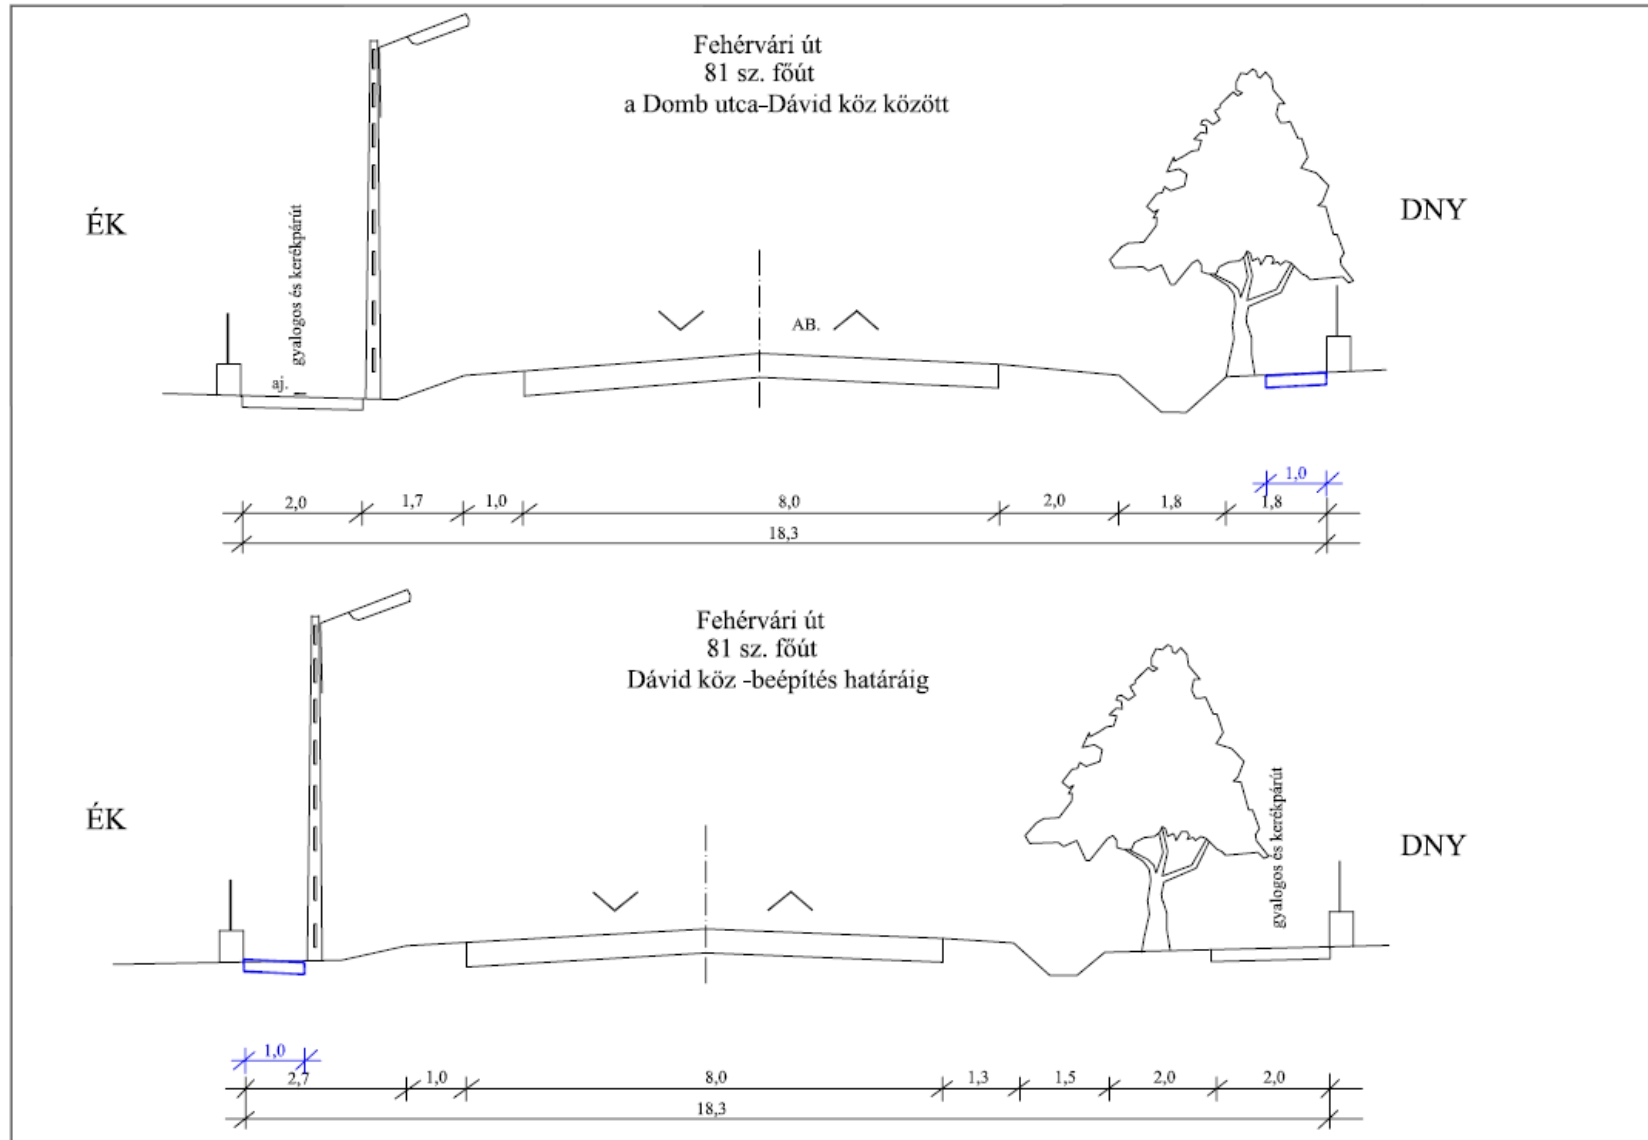 Fehérvári út
81 sz. főút
a Domb utca-Dávid köz között
ÉK
DNY
gyalogos és kerékpárút
AB.
aj.
1,0
2,0 1,7 1,0 8,0 2,0 1,8 1,8
18,3
Fehérvári út
81 sz. főút
Dávid köz -beépítés határáig
ÉK
DNY
gyalogos és kerékpárút
1,0
2,7 1,0 8,0 1,3 1,5 2,0 2,0
18,3